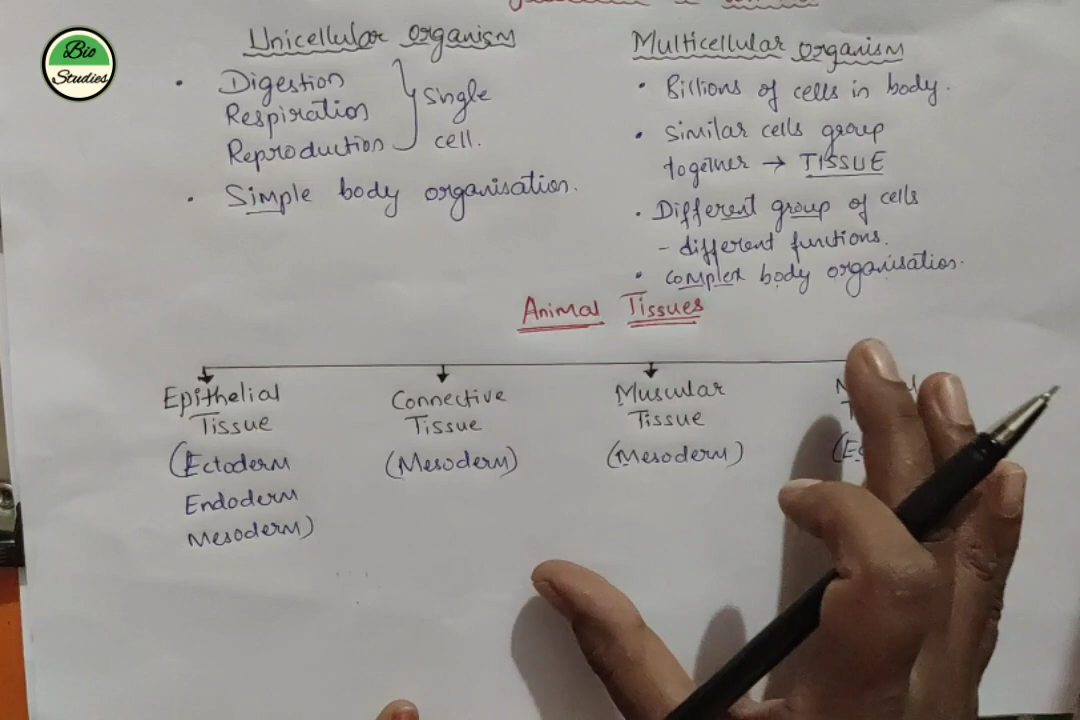 Bio
Studies
Unicellular organism
• Digestion
Respiration
Reproduction
Single
cell.
• Simple body organisation.
Multicellular organism
• Billions of cells in body.
• Similar cells group
together → TISSUE
• Different group of cells
- different functions.
• complex body organisation.
Animal Tissues
Epithelial
Tissue
(Ectoderm
Endoderm
Mesoderm)
Connective
Tissue
(Mesoderm)
Muscular
Tissue
(Mesoderm)